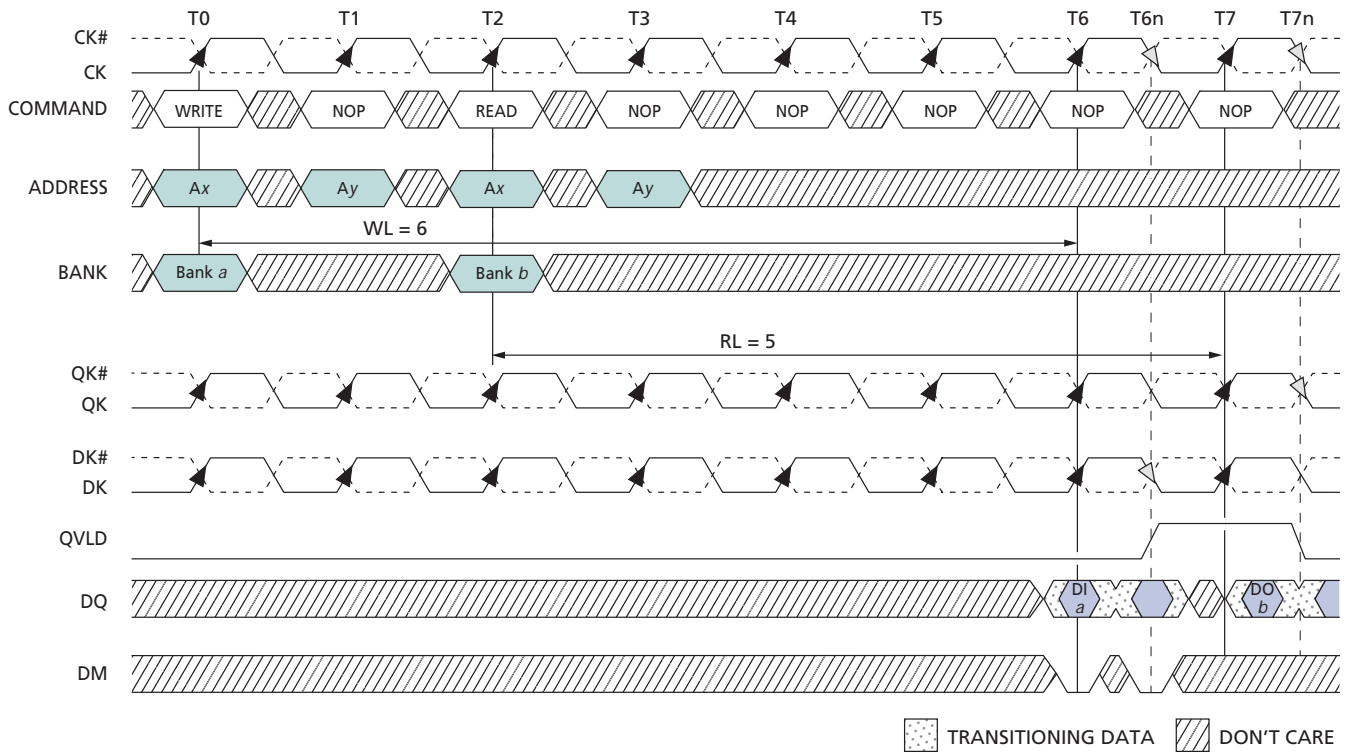 T0 T1 T2 T3 T4 T5 T6 T6n T7 T7n
CK#
CK
COMMAND WRITE NOP READ NOP NOP NOP NOP NOP
ADDRESS Ax Ay Ax Ay
WL = 6
BANK Bank a Bank b
RL = 5
QK#
QK
DK#
DK
QVLD
DQ DI a DO b
DM
TRANSITIONING DATA DON'T CARE